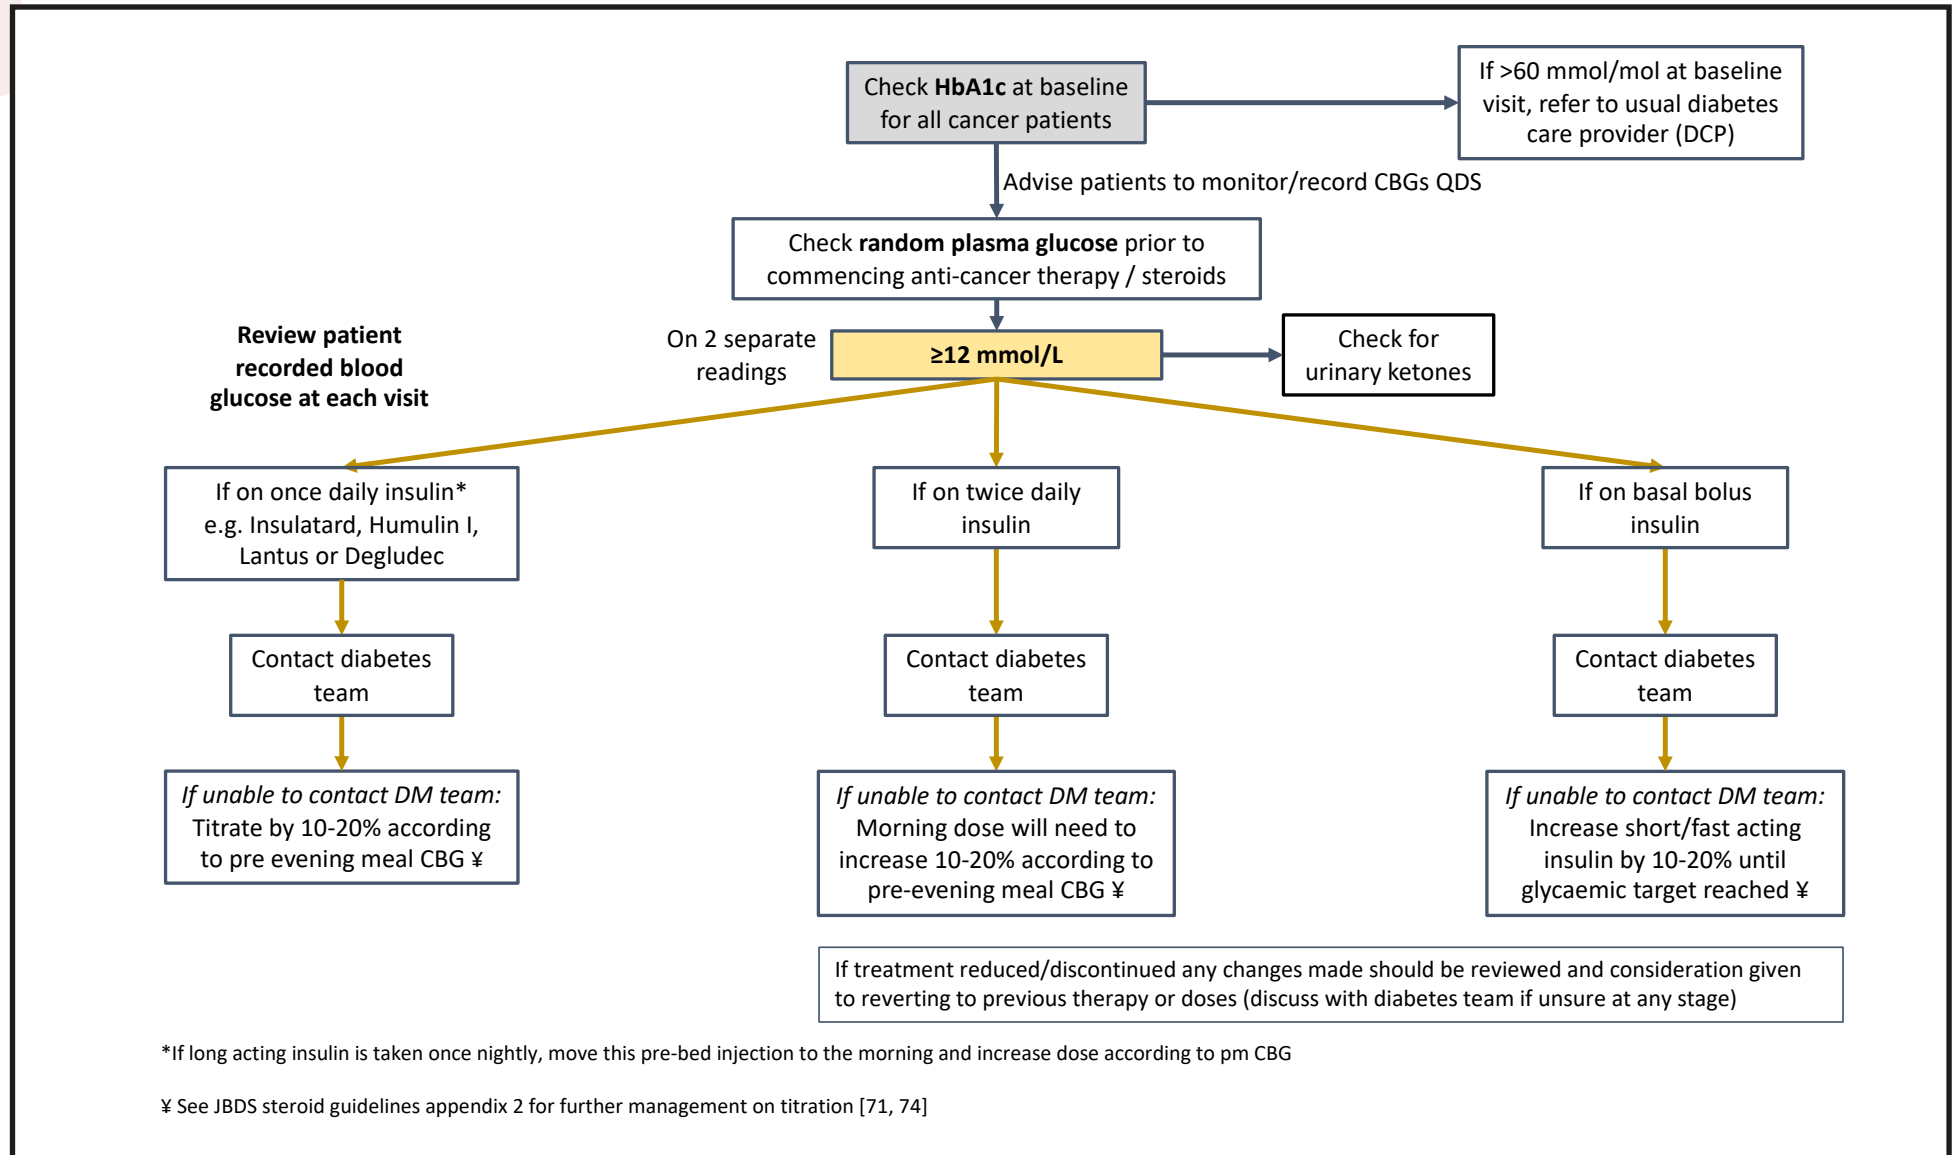 Check HbA1c at baseline
for all cancer patients
If >60 mmol/mol at baseline
visit, refer to usual diabetes
care provider (DCP)
Advise patients to monitor/record CBGs QDS
Check random plasma glucose prior to
commencing anti-cancer therapy / steroids
Review patient
recorded blood
glucose at each visit
On 2 separate
readings
≥12 mmol/L
Check for
urinary ketones
If on once daily insulin*
e.g. Insulatard, Humulin I,
Lantus or Degludec
If on twice daily
insulin
If on basal bolus
insulin
Contact diabetes
team
Contact diabetes
team
Contact diabetes
team
If unable to contact DM team:
Titrate by 10-20% according
to pre evening meal CBG ¥
If unable to contact DM team:
Morning dose will need to
increase 10-20% according to
pre-evening meal CBG ¥
If unable to contact DM team:
Increase short/fast acting
insulin by 10-20% until
glycaemic target reached ¥
If treatment reduced/discontinued any changes made should be reviewed and consideration given
to reverting to previous therapy or doses (discuss with diabetes team if unsure at any stage)
*If long acting insulin is taken once nightly, move this pre-bed injection to the morning and increase dose according to pm CBG
¥ See JBDS steroid guidelines appendix 2 for further management on titration [71, 74]